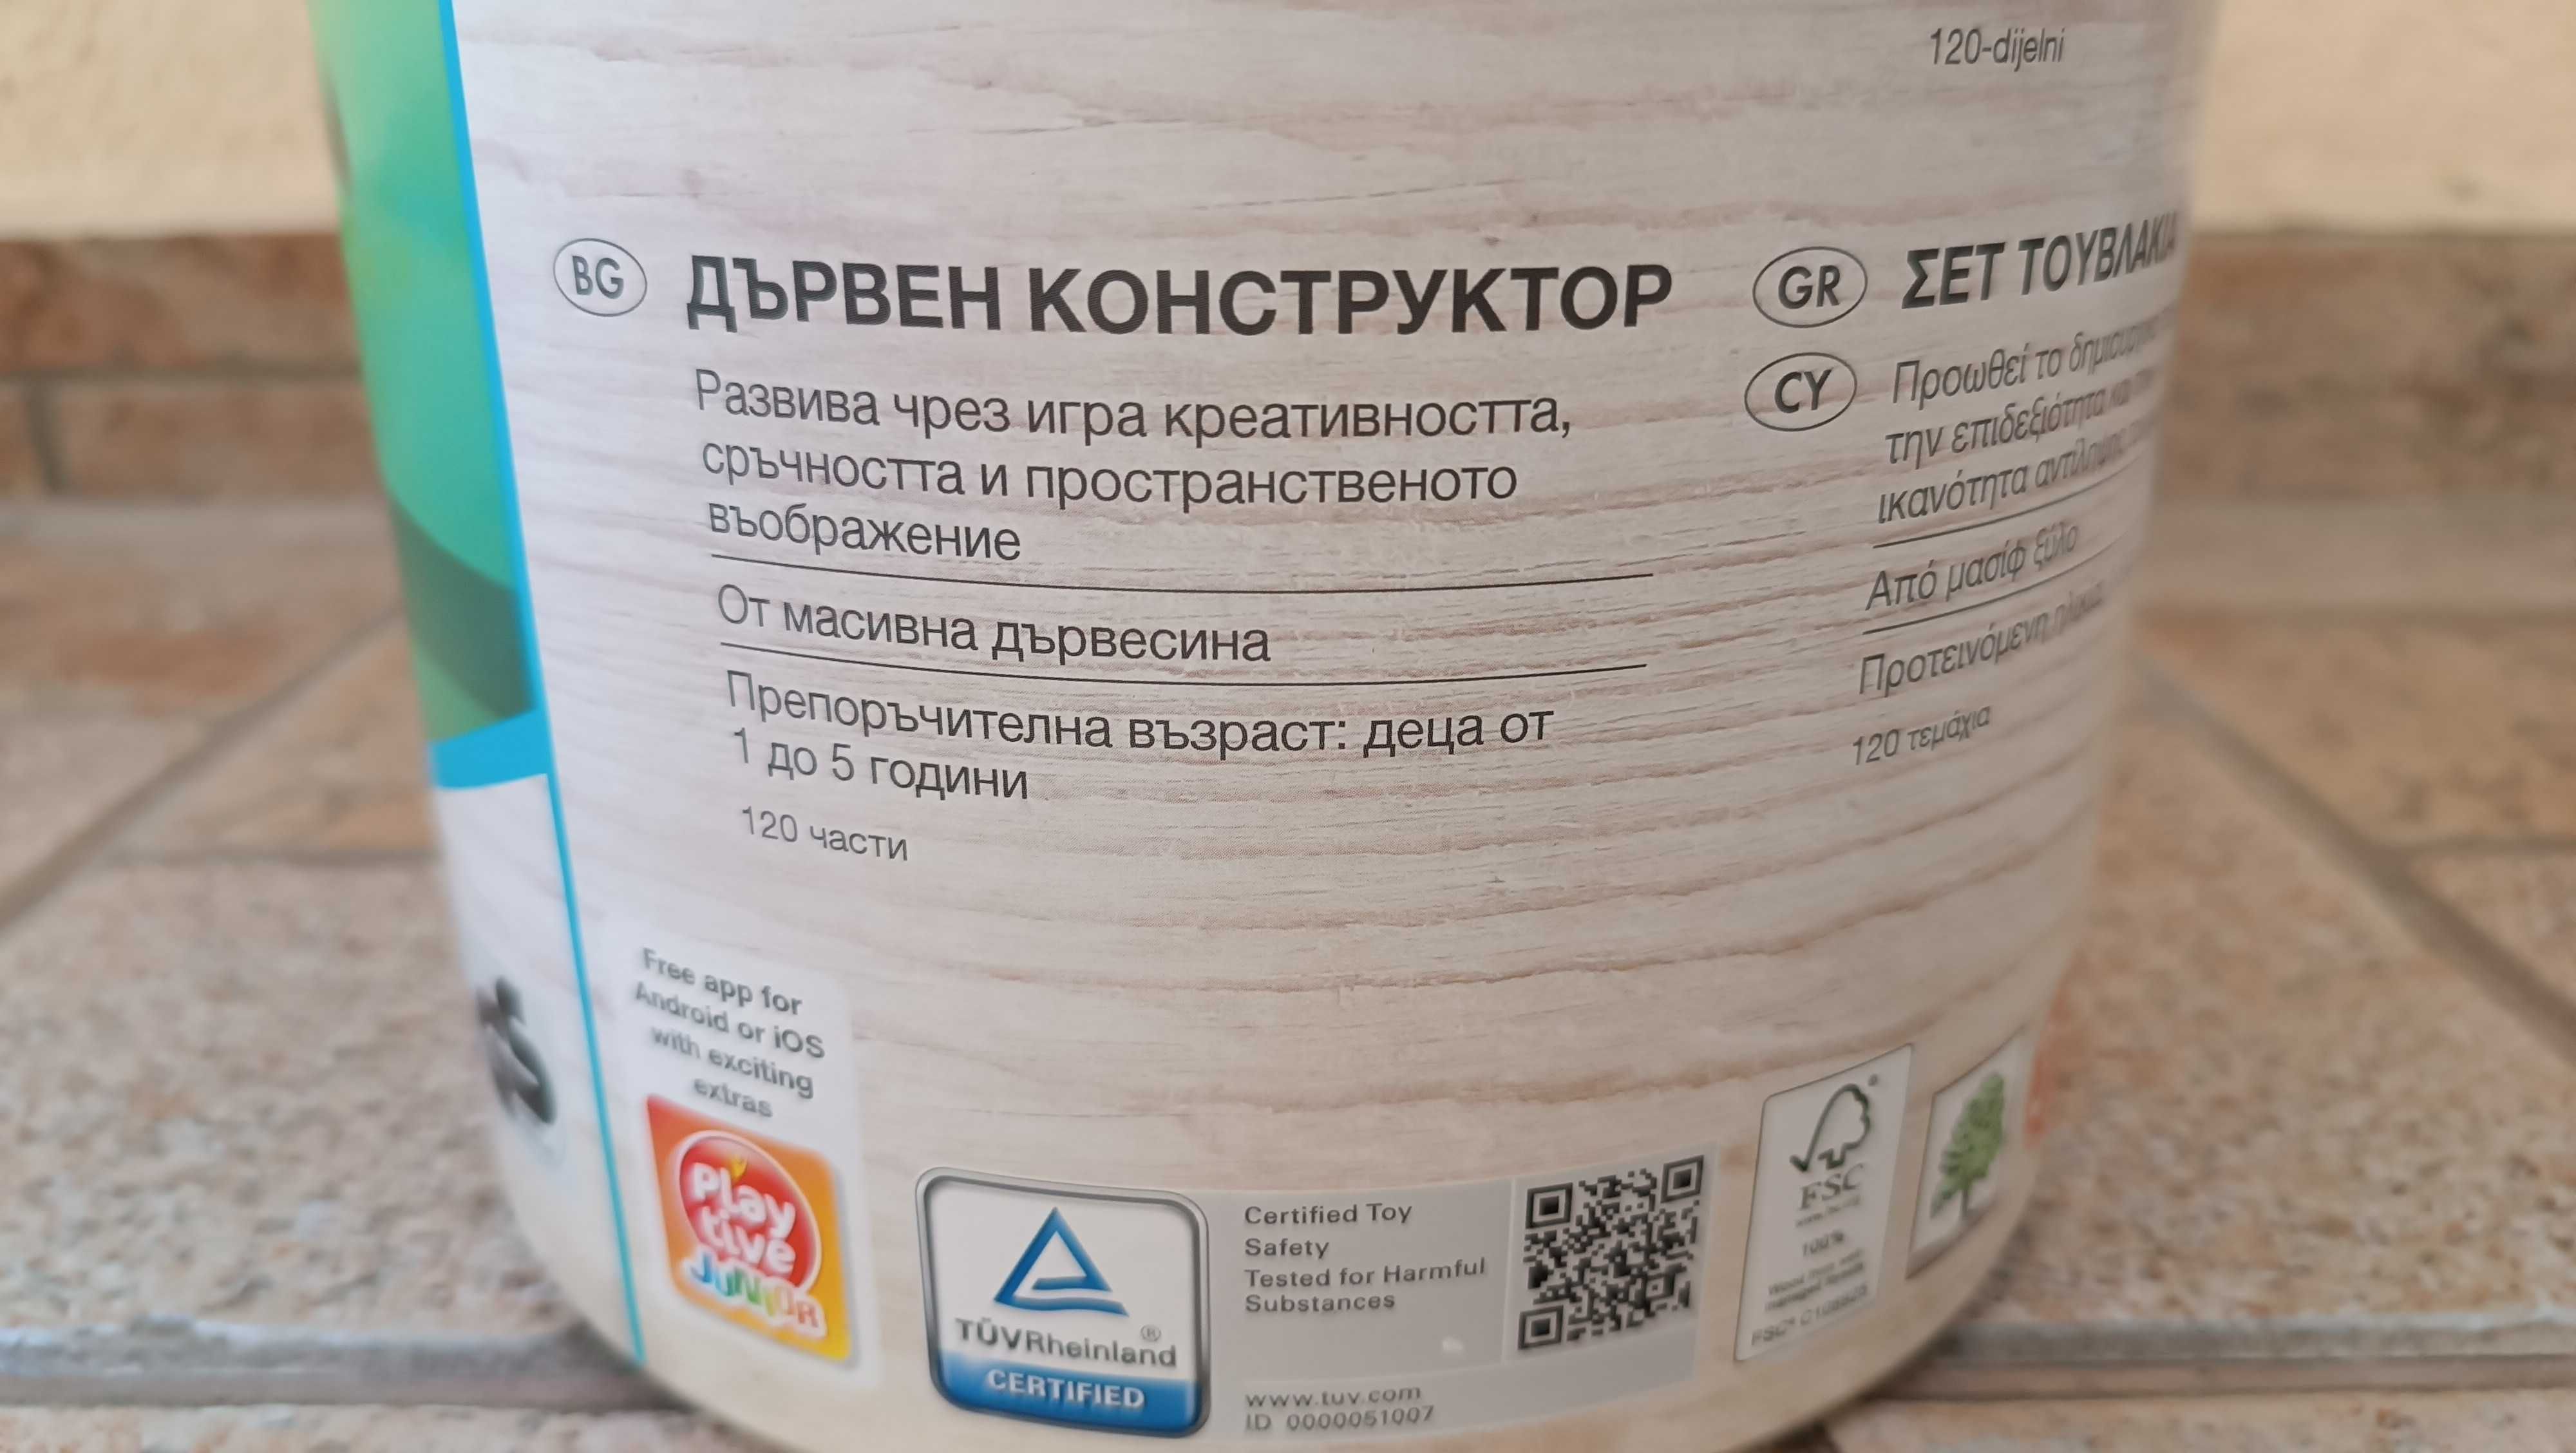 120-dijelni
BG ДЪРВЕН КОНСТРУКТОР
Развива чрез игра креативността,
сръчността и пространственото
въображение
От масивна дървесина
Препоръчителна възраст: деца от
1 до 5 години
120 части
GR ΣΕΤ ΤΟΥΒΛΑΚΙΑ
CY Προωθεί το
την επιδεξιότητα
ικανότητα
Από μασίφ ξύλο
Προτεινόμενη
120 τεμάχια
Free app for
Android or iOS
with exciting
extras
Play
tive
JUNIOR
TÜVRheinland®
CERTIFIED
Certified Toy
Safety
Tested for Harmful
Substances
www.tuv.com
ID 0000051007
FSC
100%